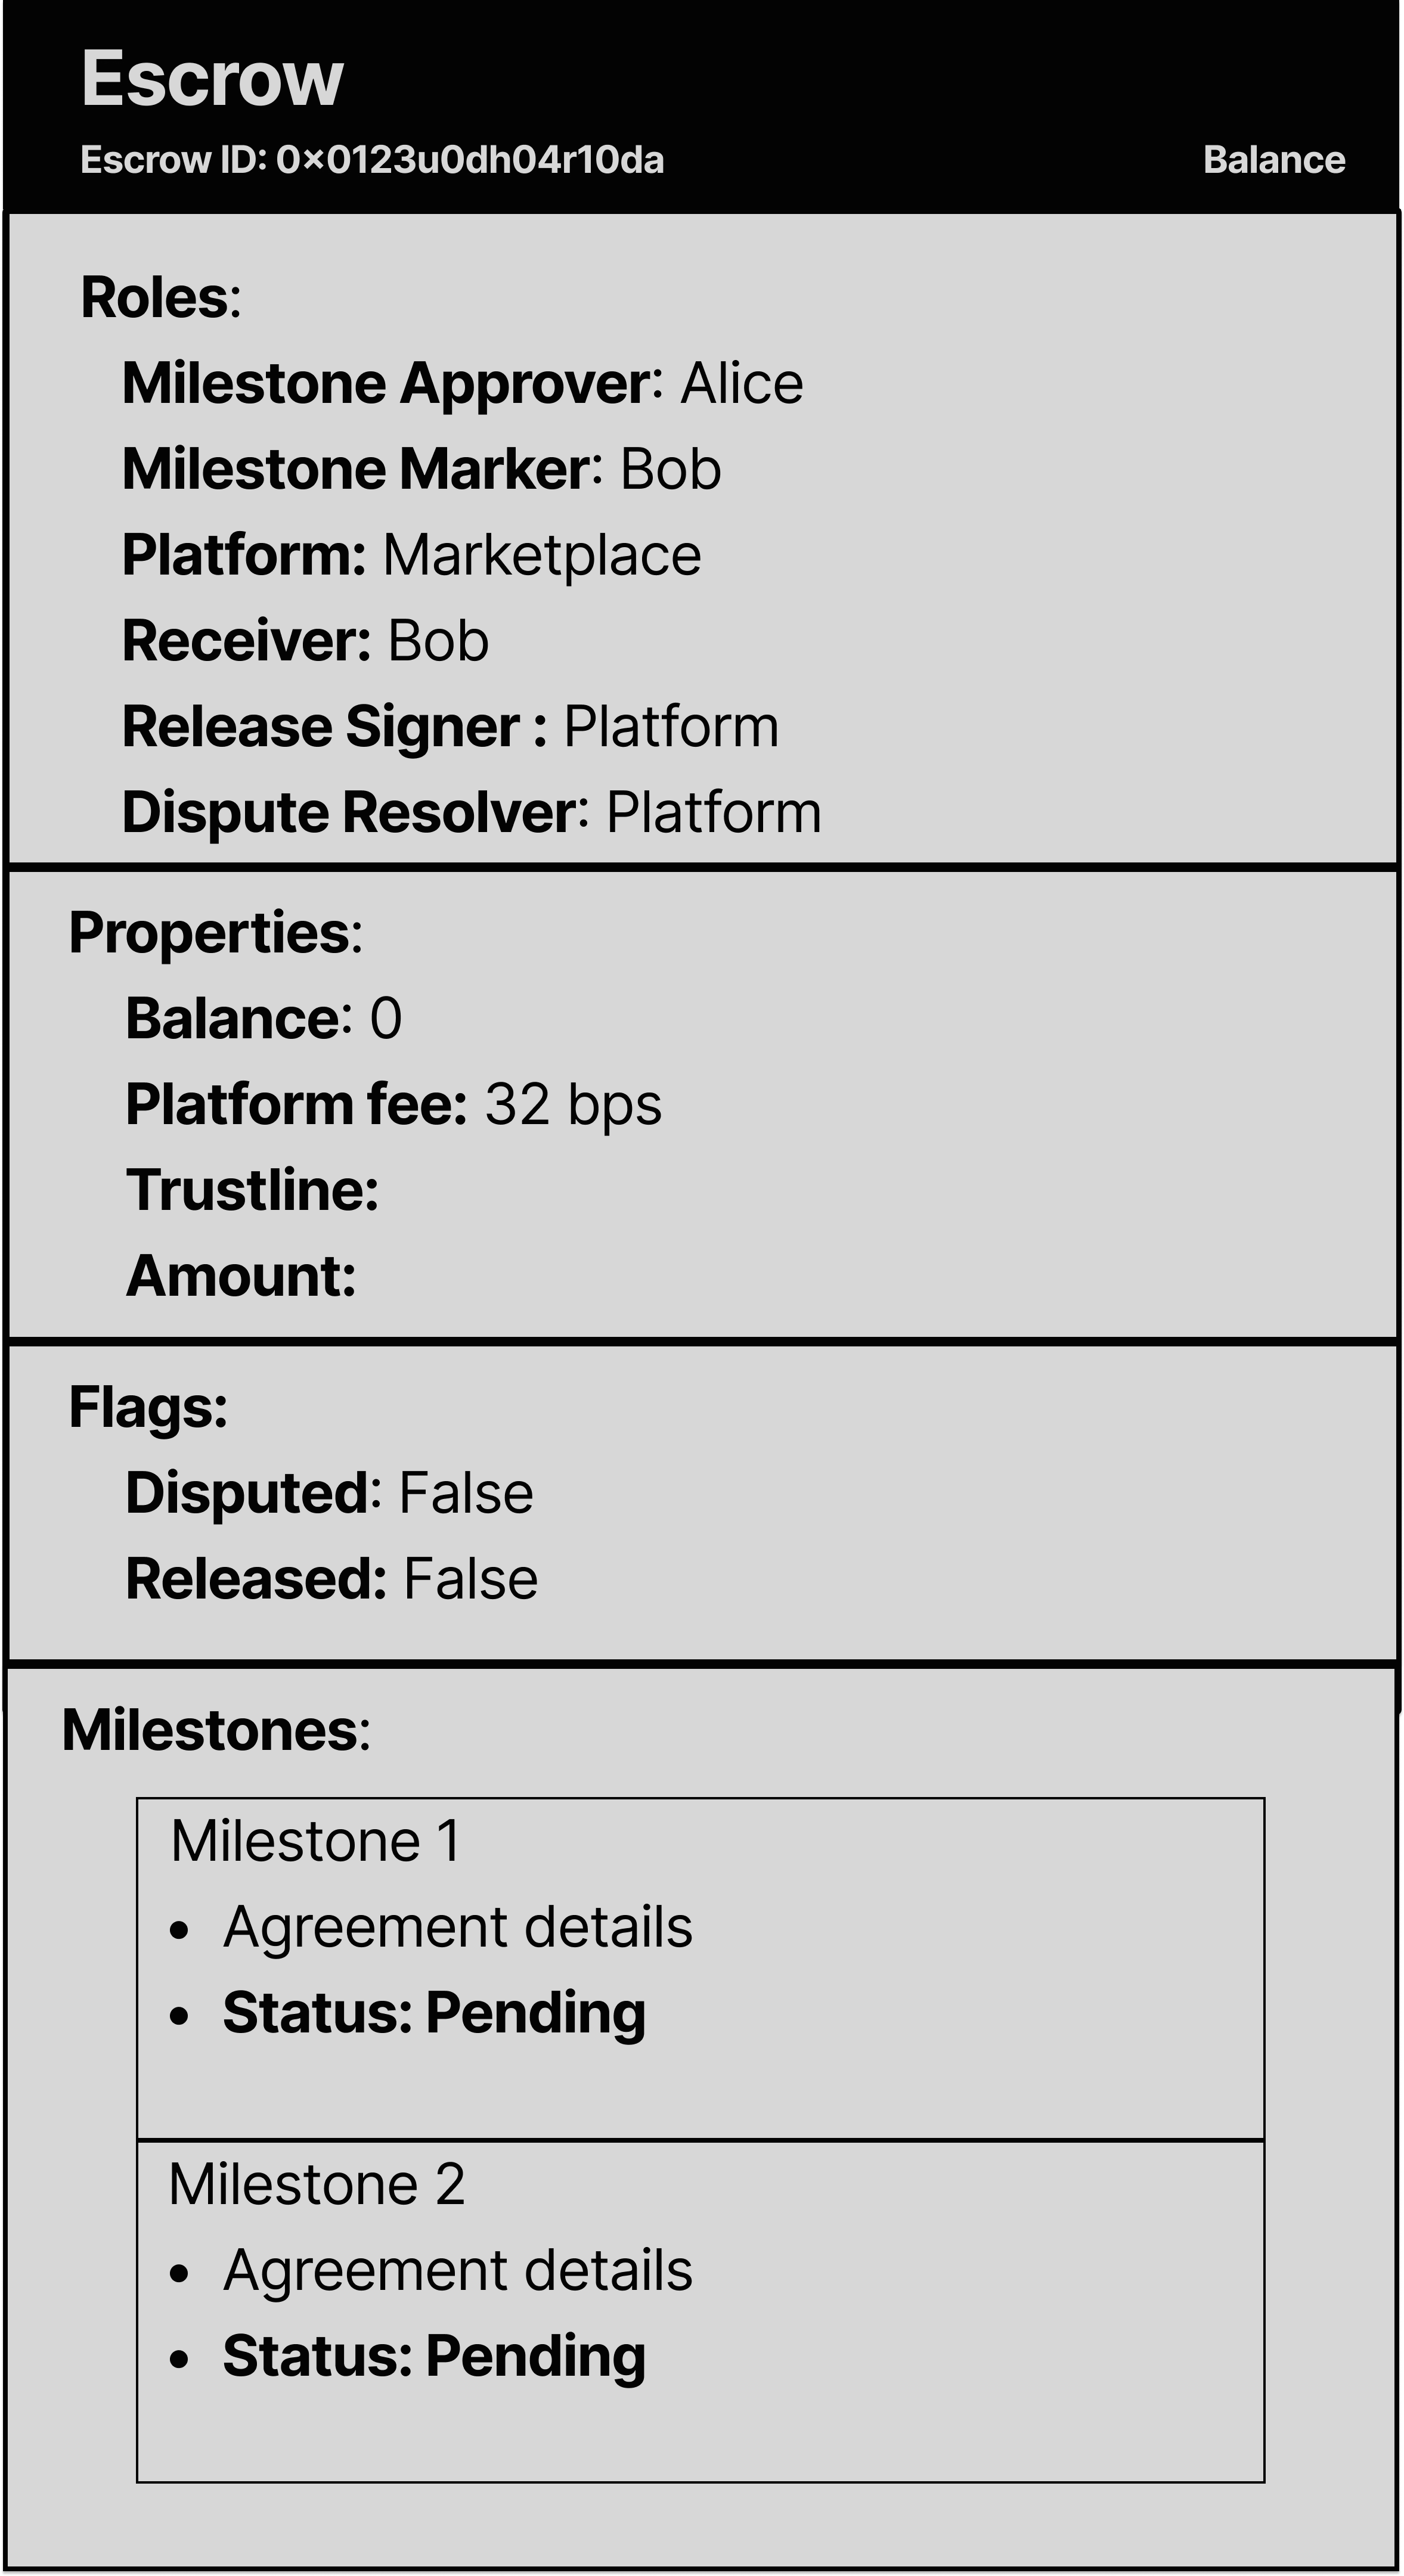 Escrow
Escrow ID: 0×0123u0dh04r10da Balance
Roles:
Milestone Approver: Alice
Milestone Marker: Bob
Platform: Marketplace
Receiver: Bob
Release Signer : Platform
Dispute Resolver: Platform
Properties:
Balance: 0
Platform fee: 32 bps
Trustline:
Amount:
Flags:
Disputed: False
Released: False
Milestones:
Milestone 1
• Agreement details
• Status: Pending
Milestone 2
• Agreement details
• Status: Pending